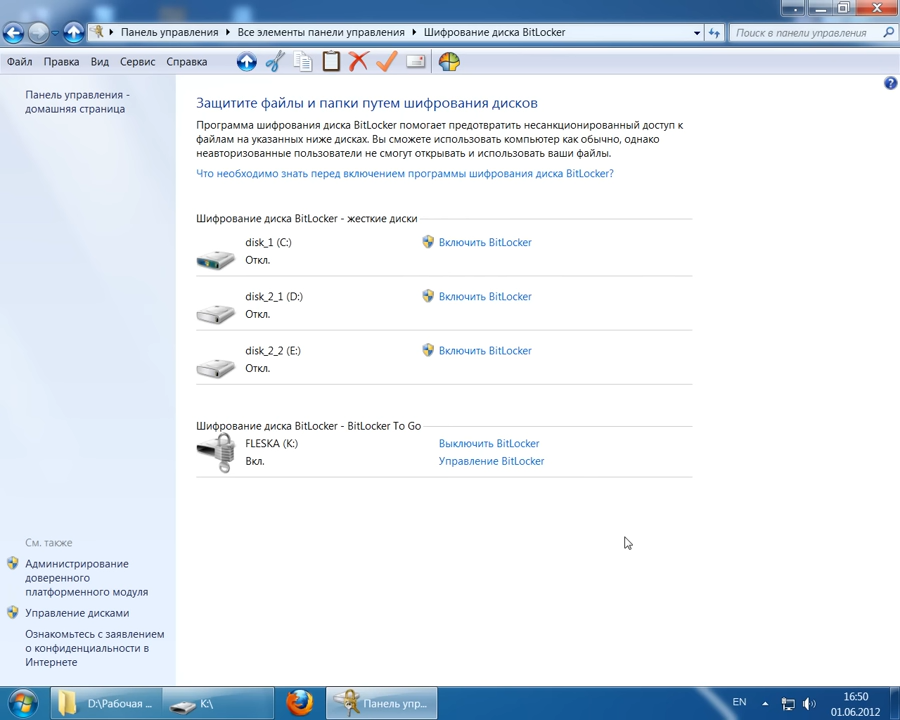 Панель управления
Все элементы панели управления
Шифрование диска BitLocker
Поиск в панели управления
Файл
Правка
Вид
Сервис
Справка
Панель управления -
домашняя страница
Защитите файлы и папки путем шифрования дисков
Программа шифрования диска BitLocker помогает предотвратить несанкционированный доступ к
файлам на указанных ниже дисках. Вы сможете использовать компьютер как обычно, однако
неавторизованные пользователи не смогут открывать и использовать ваши файлы.
Что необходимо знать перед включением программы шифрования диска BitLocker?
Шифрование диска BitLocker - жесткие диски
disk_1 (C:)
Откл.
Включить BitLocker
disk_2_1 (D:)
Откл.
Включить BitLocker
disk_2_2 (E:)
Откл.
Включить BitLocker
Шифрование диска BitLocker - BitLocker To Go
FLESKA (K:)
Вкл.
Выключить BitLocker
Управление BitLocker
См. также
Администрирование
доверенного
платформенного модуля
Управление дисками
Ознакомьтесь с заявлением
о конфиденциальности в
Интернете
D:\Рабочая ...
K:\
Панель упр...
EN
16:50
01.06.2012